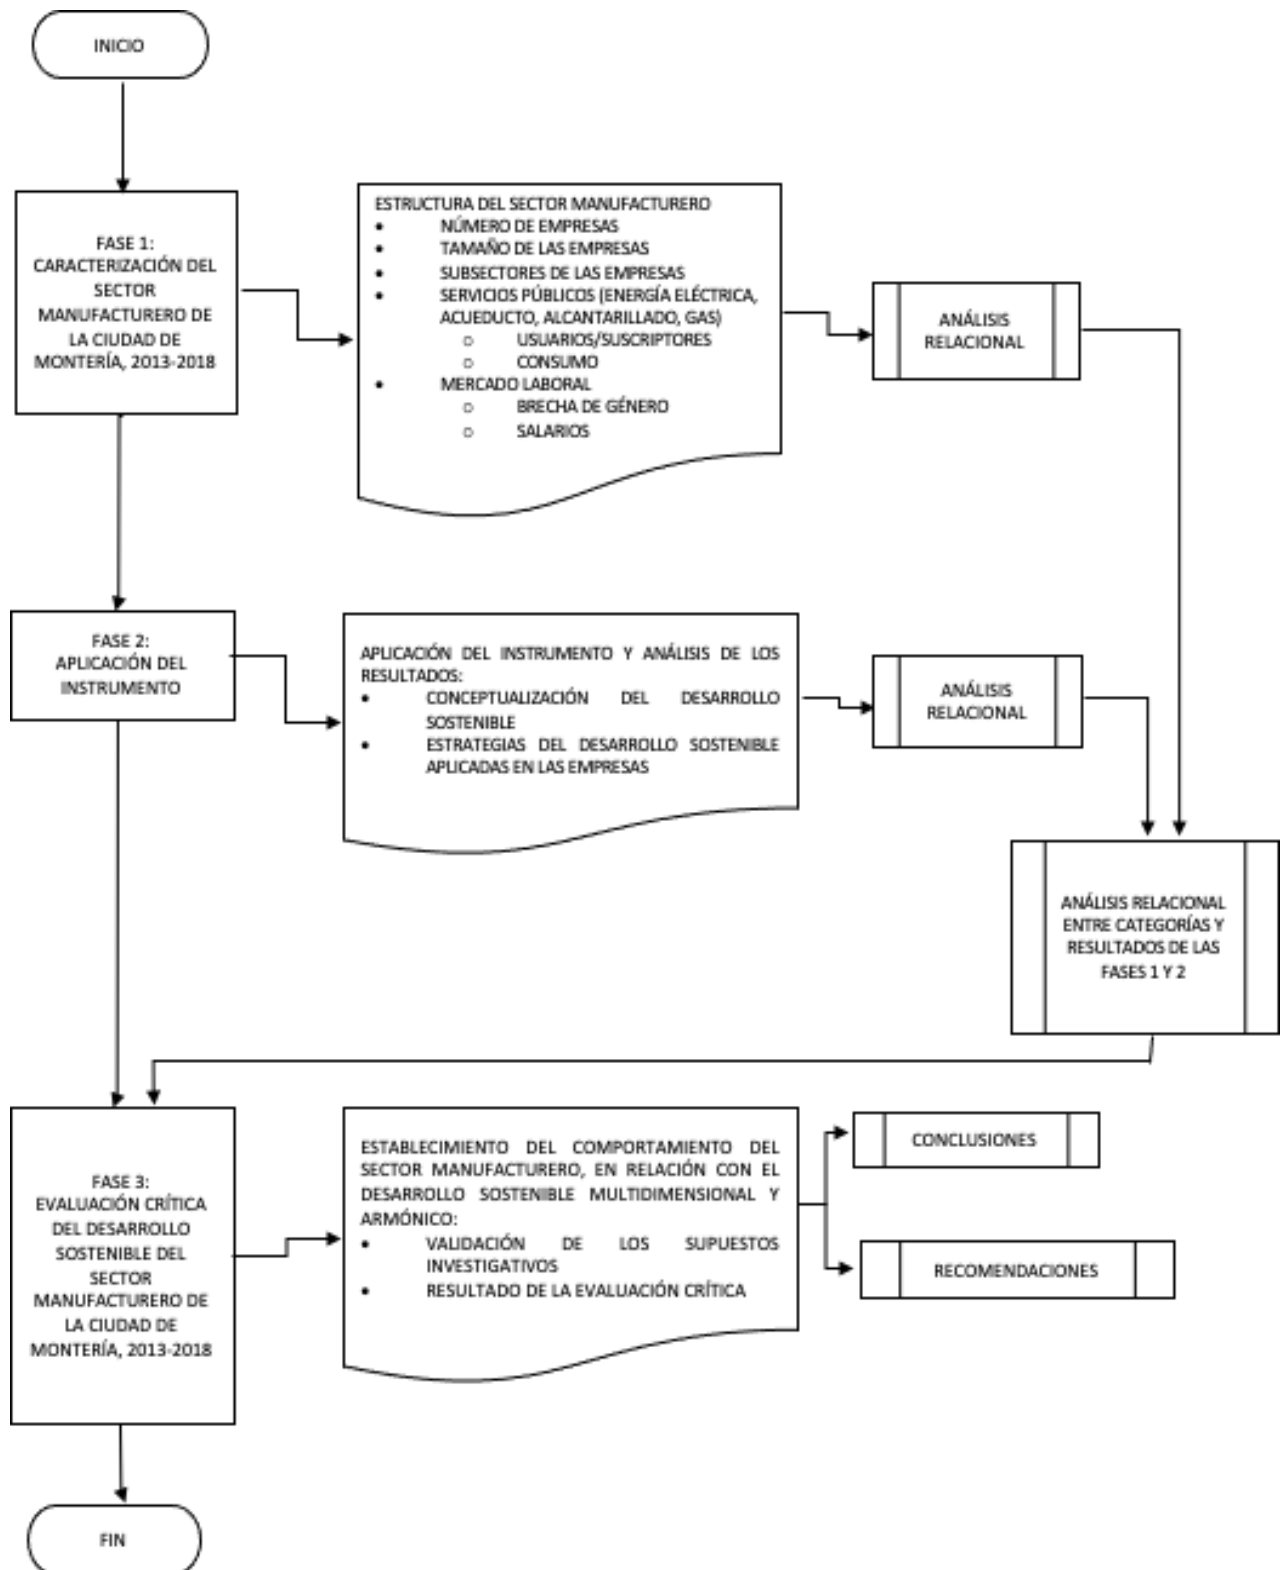 INICIO
FASE 1:
CARACTERIZACIÓN DEL
SECTOR
MANUFACTURERO DE
LA CIUDAD DE
MONTERÍA, 2013-2018
ESTRUCTURA DEL SECTOR MANUFACTURERO
• NÚMERO DE EMPRESAS
• TAMAÑO DE LAS EMPRESAS
• SUBSECTORES DE LAS EMPRESAS
• SERVICIOS PÚBLICOS (ENERGÍA ELÉCTRICA,
ACUEDUCTO, ALCANTARILLADO, GAS)
o USUARIOS/SUSCRIPTORES
o CONSUMO
• MERCADO LABORAL
o BRECHA DE GÉNERO
o SALARIOS
ANÁLISIS
RELACIONAL
FASE 2:
APLICACIÓN DEL
INSTRUMENTO
APLICACIÓN DEL INSTRUMENTO Y ANÁLISIS DE LOS
RESULTADOS:
• CONCEPTUALIZACIÓN DEL DESARROLLO
SOSTENIBLE
• ESTRATEGIAS DEL DESARROLLO SOSTENIBLE
APLICADAS EN LAS EMPRESAS
ANÁLISIS
RELACIONAL
ANÁLISIS RELACIONAL
ENTRE CATEGORÍAS Y
RESULTADOS DE LAS
FASES 1 Y 2
FASE 3:
EVALUACIÓN CRÍTICA
DEL DESARROLLO
SOSTENIBLE DEL
SECTOR
MANUFACTURERO DE
LA CIUDAD DE
MONTERÍA, 2013-2018
ESTABLECIMIENTO DEL COMPORTAMIENTO DEL
SECTOR MANUFACTURERO, EN RELACIÓN CON EL
DESARROLLO SOSTENIBLE MULTIDIMENSIONAL Y
ARMÓNICO:
• VALIDACIÓN DE LOS SUPUESTOS
INVESTIGATIVOS
• RESULTADO DE LA EVALUACIÓN CRÍTICA
CONCLUSIONES
RECOMENDACIONES
FIN